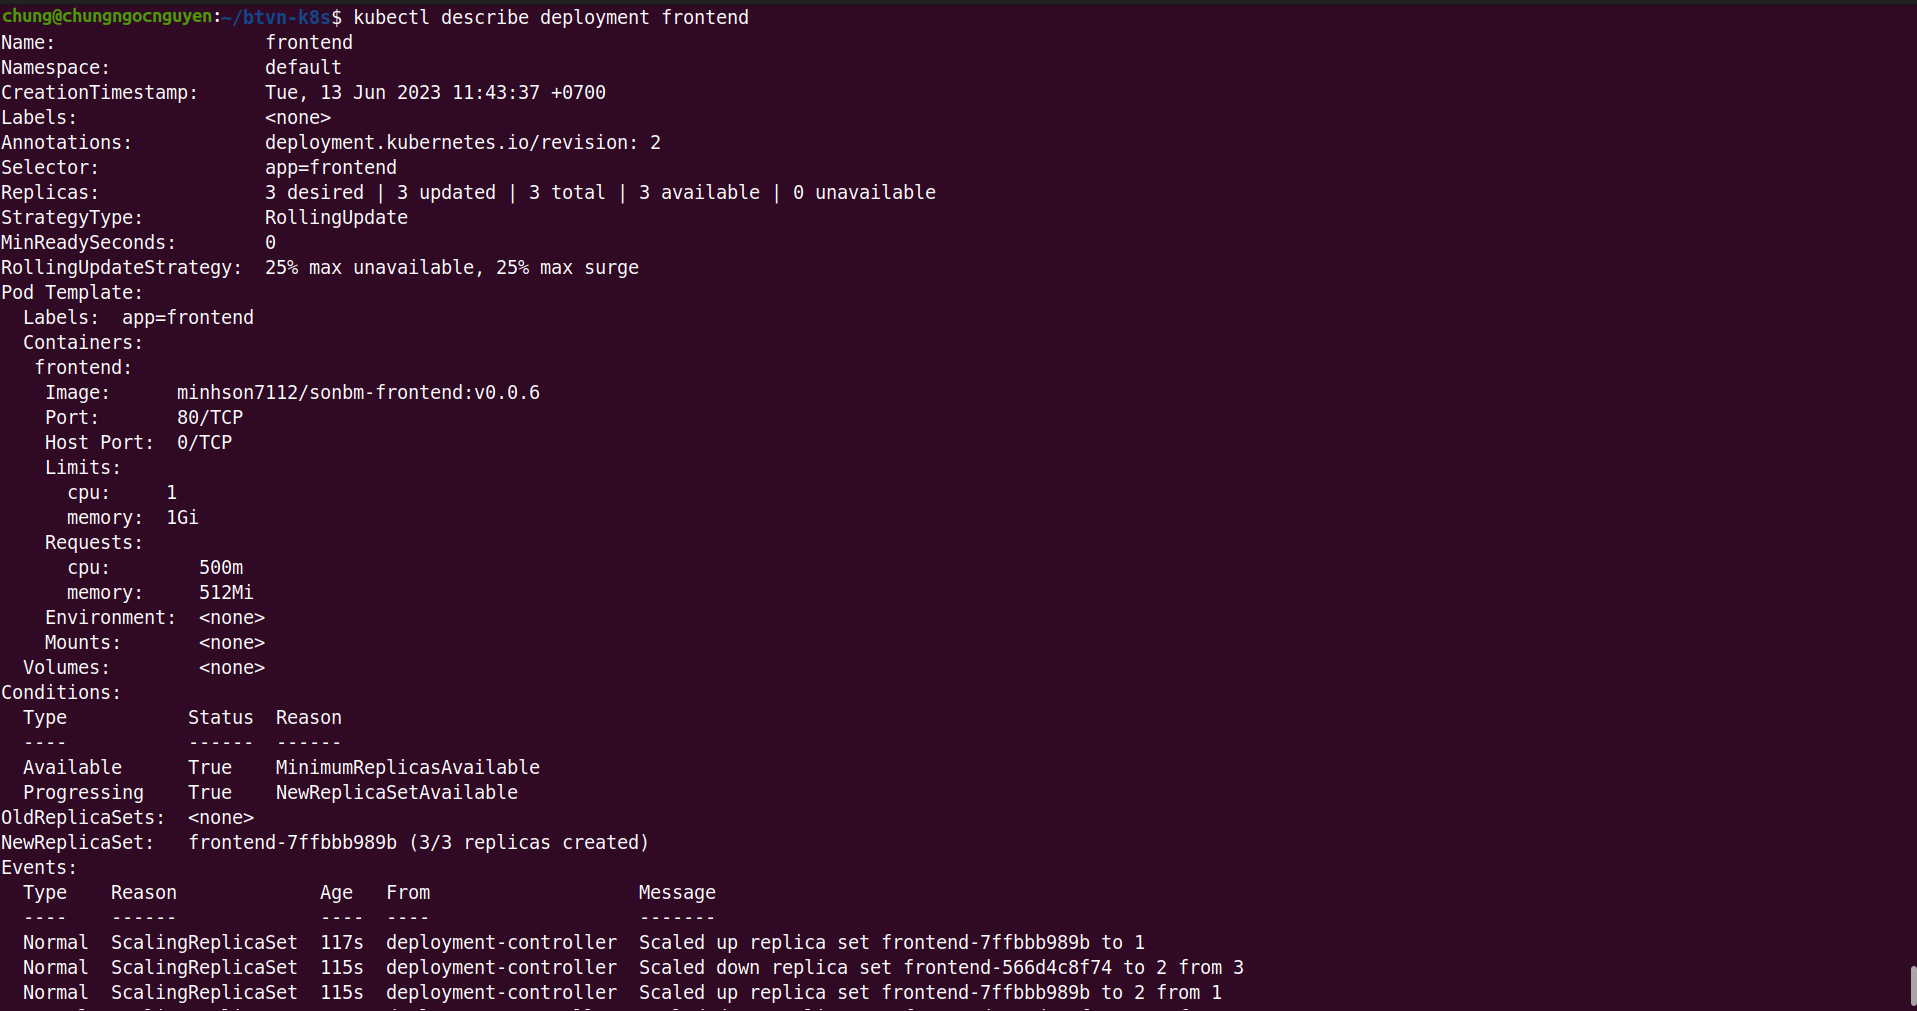 chung@chungngocnguyen:~/btvn-k8s$ kubectl describe deployment frontend
Name:                   frontend
Namespace:              default
CreationTimestamp:      Tue, 13 Jun 2023 11:43:37 +0700
Labels:                 <none>
Annotations:            deployment.kubernetes.io/revision: 2
Selector:               app=frontend
Replicas:               3 desired | 3 updated | 3 total | 3 available | 0 unavailable
StrategyType:           RollingUpdate
MinReadySeconds:        0
RollingUpdateStrategy:  25% max unavailable, 25% max surge
Pod Template:
  Labels:  app=frontend
  Containers:
   frontend:
    Image:      minhson7112/sonbm-frontend:v0.0.6
    Port:       80/TCP
    Host Port:  0/TCP
    Limits:
      cpu:     1
      memory:  1Gi
    Requests:
      cpu:        500m
      memory:     512Mi
    Environment:  <none>
    Mounts:       <none>
  Volumes:        <none>
Conditions:
  Type           Status  Reason
  ----           ------  ------
  Available      True    MinimumReplicasAvailable
  Progressing    True    NewReplicaSetAvailable
OldReplicaSets:  <none>
NewReplicaSet:   frontend-7ffbbb989b (3/3 replicas created)
Events:
  Type    Reason             Age   From                   Message
  ----    ------             ----  ----                   -------
  Normal  ScalingReplicaSet  117s  deployment-controller  Scaled up replica set frontend-7ffbbb989b to 1
  Normal  ScalingReplicaSet  115s  deployment-controller  Scaled down replica set frontend-566d4c8f74 to 2 from 3
  Normal  ScalingReplicaSet  115s  deployment-controller  Scaled up replica set frontend-7ffbbb989b to 2 from 1